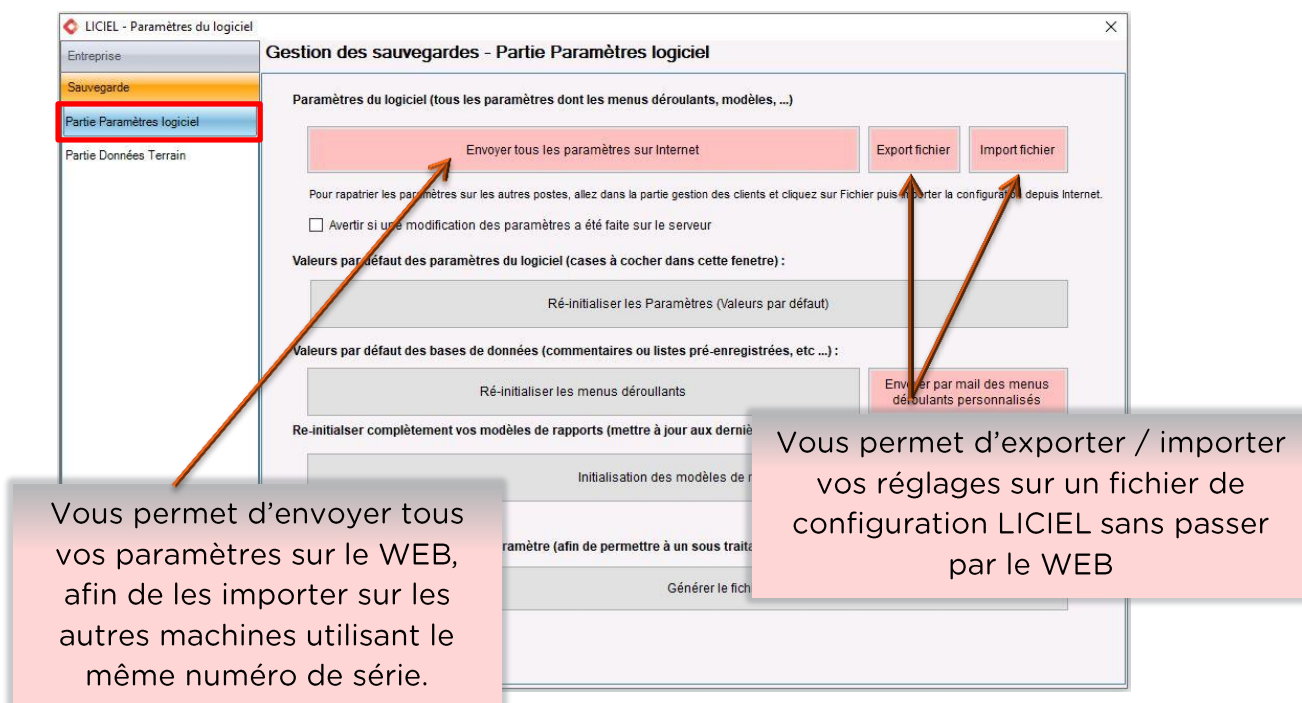 LICIEL - Paramètres du logiciel
Entreprise
Sauvegarde
Partie Paramètres logiciel
Partie Données Terrain
Gestion des sauvegardes - Partie Paramètres logiciel
Paramètres du logiciel (tous les paramètres dont les menus déroulants, modèles, ...)
Envoyer tous les paramètres sur Internet
Export fichier
Import fichier
Pour rapatrier les paramètres sur les autres postes, allez dans la partie gestion des clients et cliquez sur Fichier puis importer la configuration depuis Internet.
Avertir si une modification des paramètres a été faite sur le serveur
Valeurs par défaut des paramètres du logiciel (cases à cocher dans cette fenetre) :
Ré-initialiser les Paramètres (Valeurs par défaut)
Valeurs par défaut des bases de données (commentaires ou listes pré-enregistrées, etc ...) :
Ré-initialiser les menus déroullants
Envoyer par mail des menus
déroulants personnalisés
Re-initialser complètement vos modèles de rapports (mettre à jour aux
Initialisation des modèles de
(afin de permettre à un sous
Générer le
Vous permet d'envoyer tous
vos paramètres sur le WEB,
afin de les importer sur les
autres machines utilisant le
même numéro de série.
Vous permet d'exporter / importer
vos réglages sur un fichier de
configuration LICIEL sans passer
par le WEB